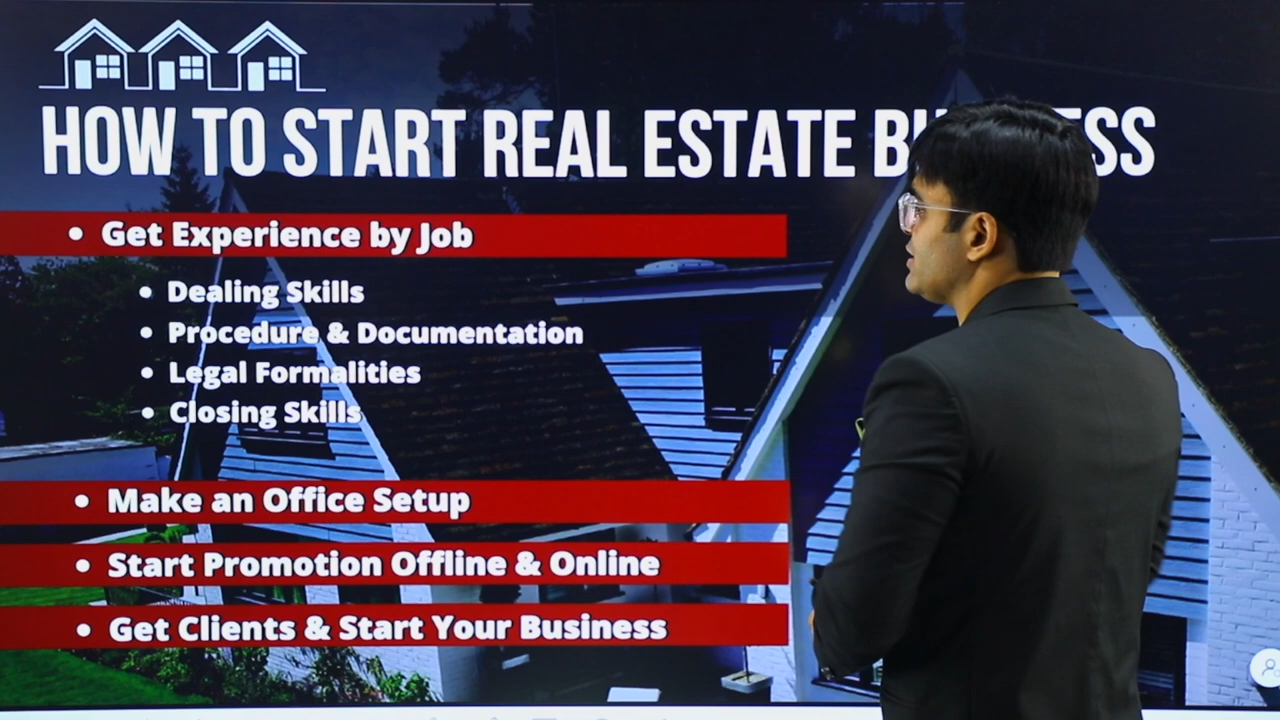 HOW TO START REAL ESTATE
• Get Experience by Job
• Dealing Skills
• Procedure & Documentation
• Legal Formalities
• Closing Skills
• Make an Office Setup
• Start Promotion Offline & Online
• Get Clients & Start Your Business